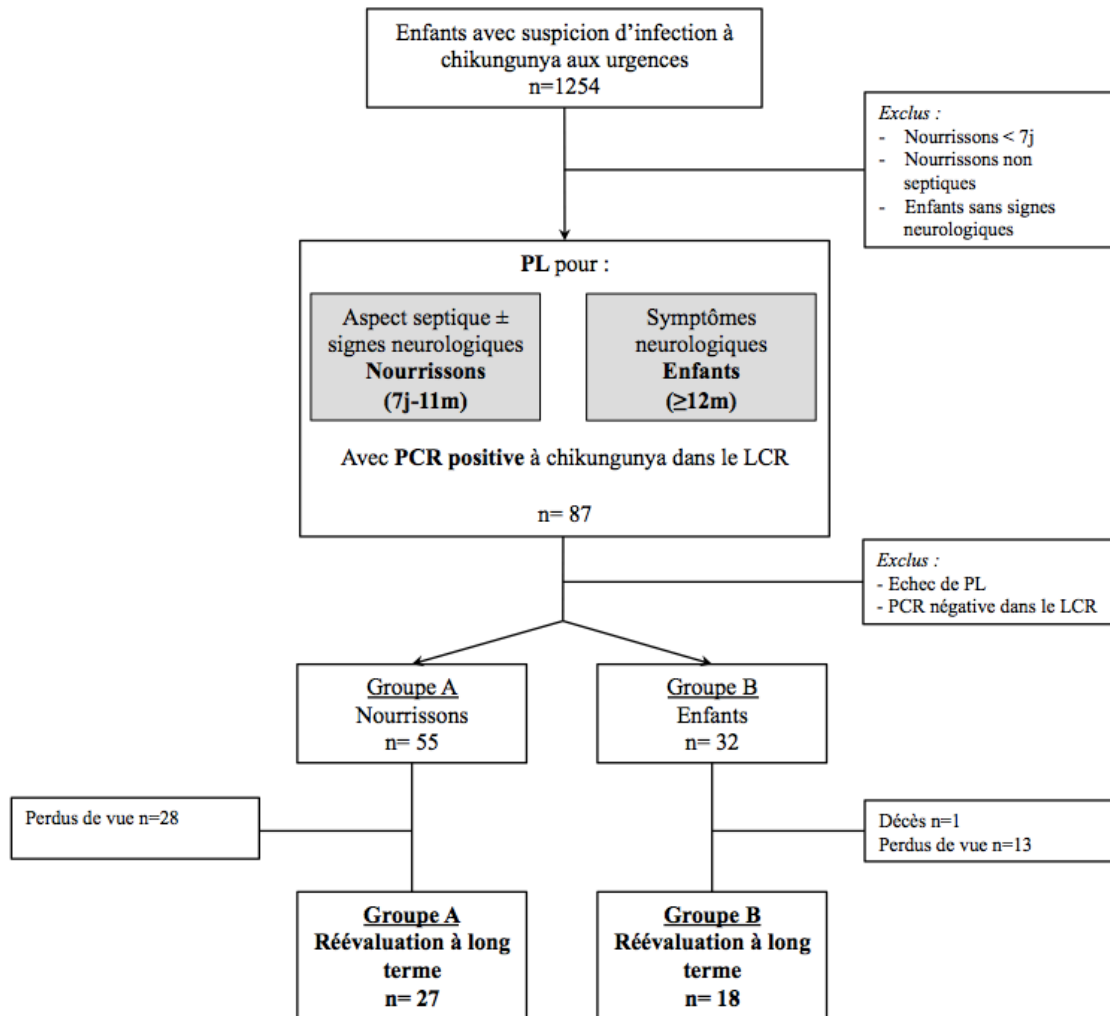 Enfants avec suspicion d'infection à
chikungunya aux urgences
n=1254
Exclus :
- Nourrissons < 7j
- Nourrissons non
septiques
- Enfants sans signes
neurologiques
PL pour :
Aspect septique ±
signes neurologiques
Nourrissons
(7j-11m)
Symptômes
neurologiques
Enfants
(≥12m)
Avec PCR positive à chikungunya dans le LCR
n= 87
Exclus :
- Echec de PL
- PCR négative dans le LCR
Groupe A
Nourrissons
n= 55
Groupe B
Enfants
n= 32
Perdus de vue n=28
Décès n=1
Perdus de vue n=13
Groupe A
Réévaluation à long
terme
n= 27
Groupe B
Réévaluation à long
terme
n= 18